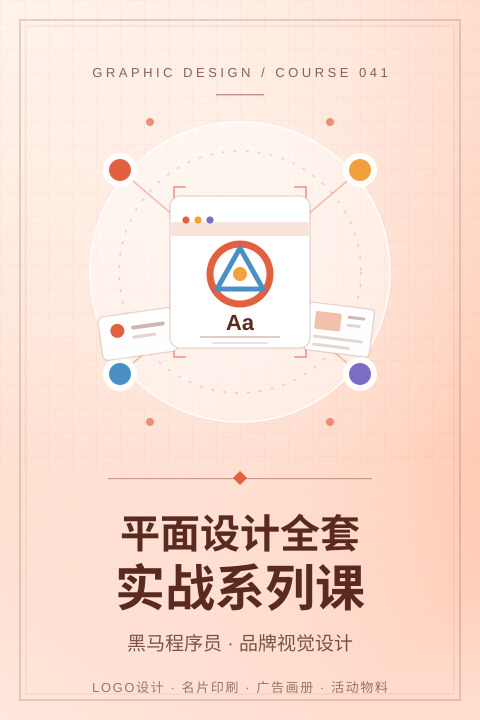 GRAPHIC DESIGN / COURSE 041
Aa
平面设计全套
实战系列课
黑马程序员 · 品牌视觉设计
LOGO设计 · 名片印刷 · 广告画册 · 活动物料